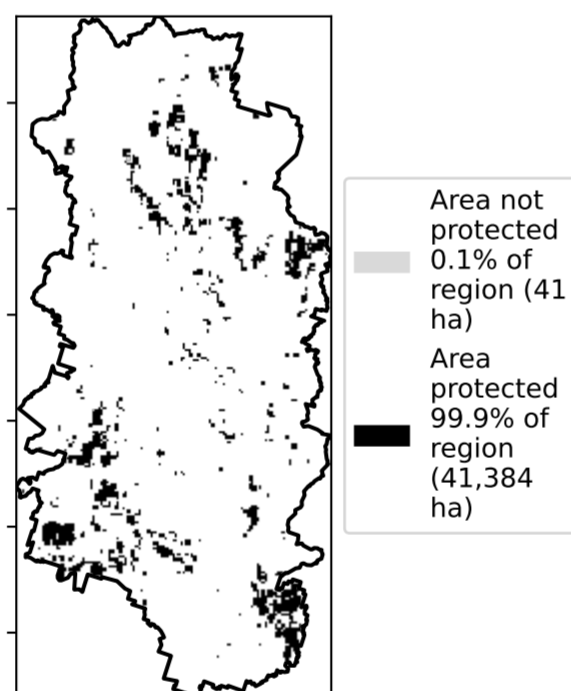 Area not
protected
0.1% of
region (41
ha)
Area
protected
99.9% of
region
(41,384
ha)